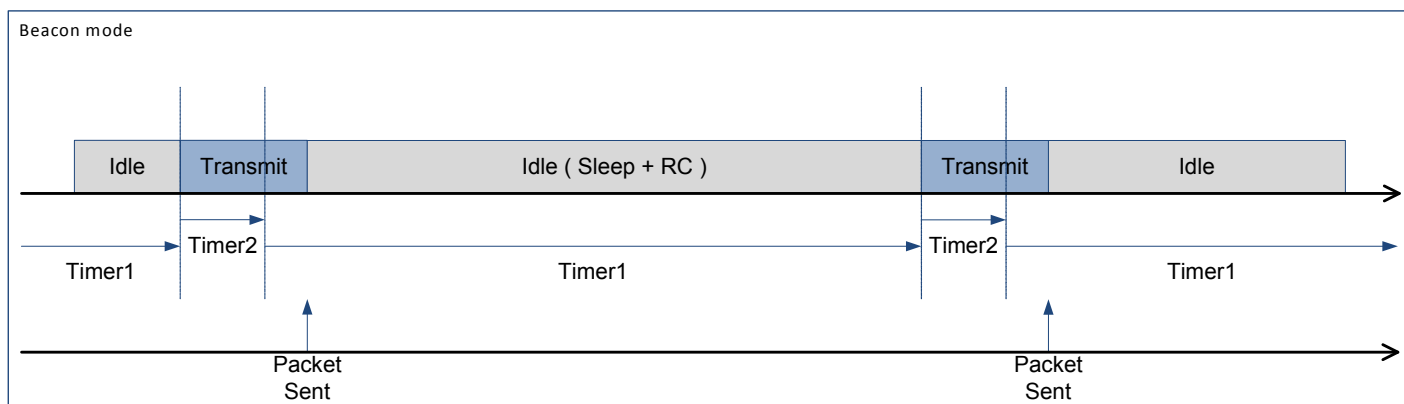 Beacon mode
Idle
Transmit
Idle ( Sleep + RC )
Transmit
Idle
Timer2
Timer2
Timer1
Timer1
Timer1
Packet
Sent
Packet
Sent